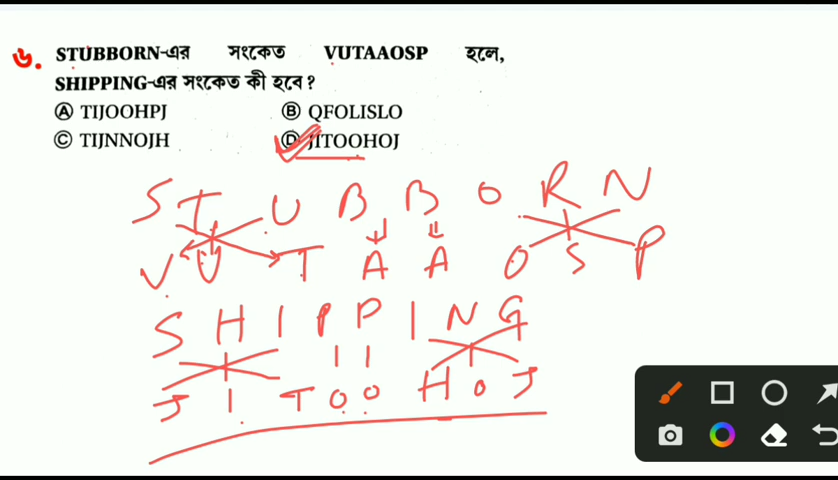 ৬. STUBBORN-এর সংকেত VUTAAOSP হলে,
SHIPPING-এর সংকেত কী হবে ?
Ⓐ TIJOOHPJ Ⓑ QFOLISLO
Ⓒ TIJNNOJH Ⓓ JITOOHOJ
S T U B B O R N
V U T A A O S P
S H I P P I N G
J I T O O H O J